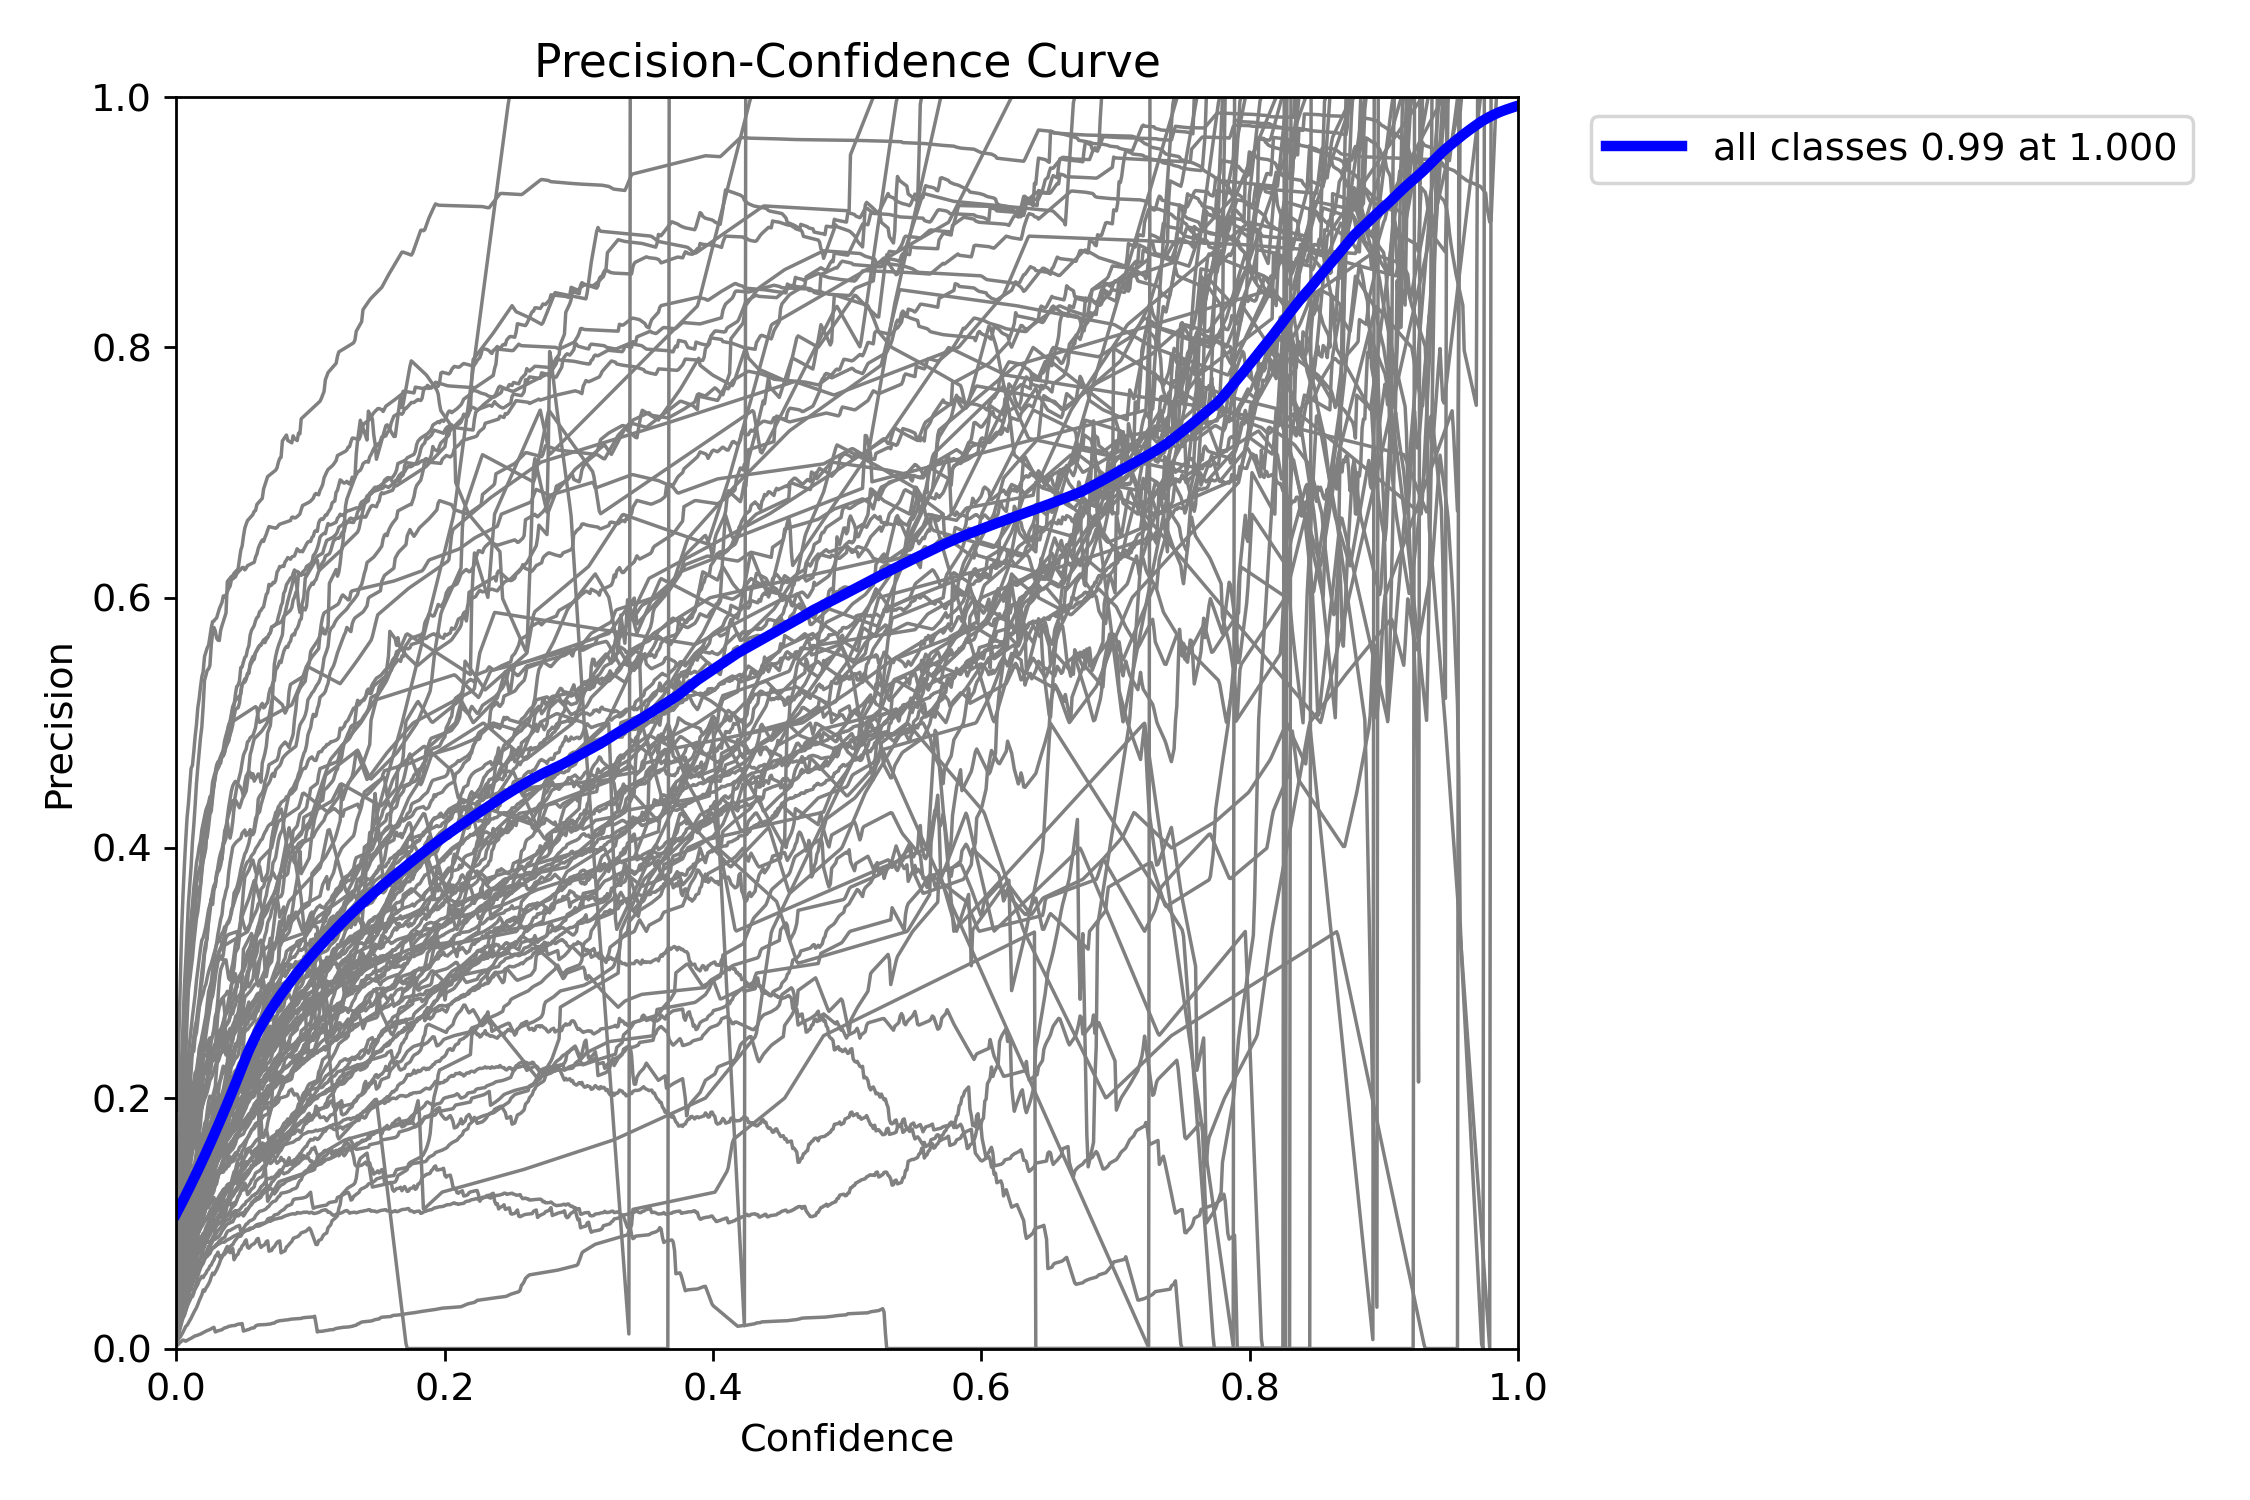 Precision-Confidence Curve
all classes 0.99 at 1.000
Precision
1.0
0.8
0.6
0.4
0.2
0.0
0.0 0.2 0.4 0.6 0.8 1.0
Confidence